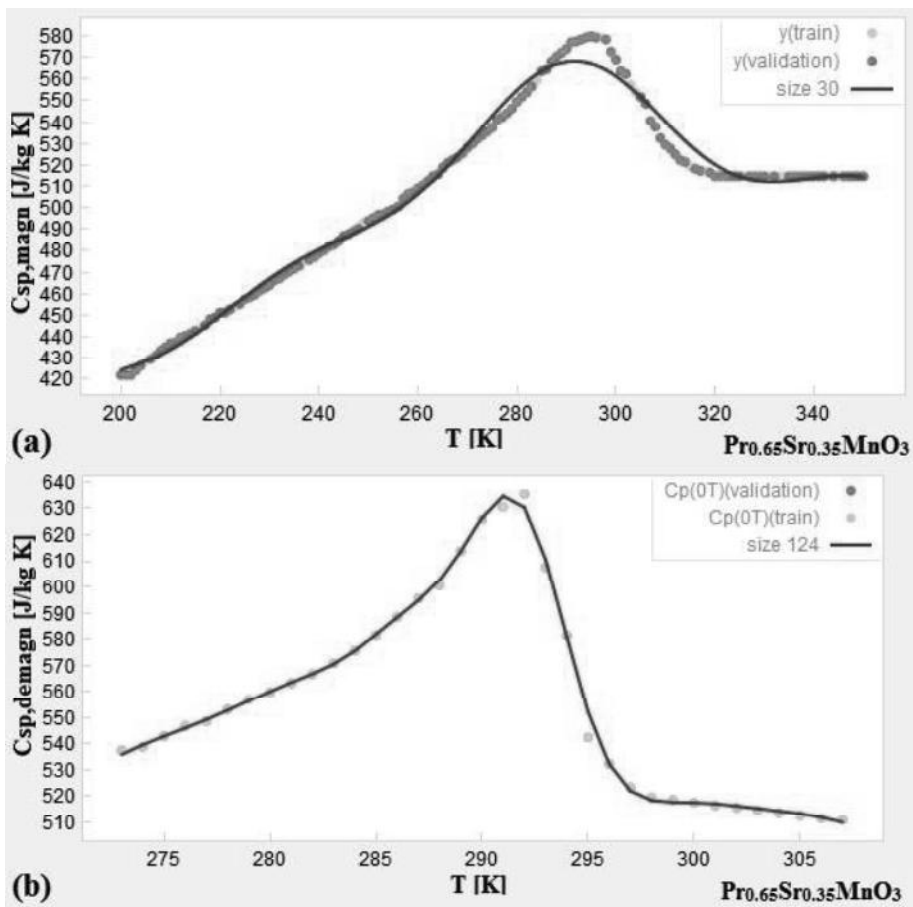 580
570
560
550
540
530
520
510
500
490
480
470
460
450
440
430
420
Csp,magn [J/kg K]
y(train)
y(validation)
size 30
200 220 240 260 280 300 320 340
(a)
T [K]
Pr0.65Sr0.35MnO3
640
630
620
610
600
590
580
570
560
550
540
530
520
510
Csp,demagn [J/kg K]
Cp(0T)(validation)
Cp(0T)(train)
size 124
275 280 285 290 295 300 305
(b)
T [K]
Pr0.65Sr0.35MnO3